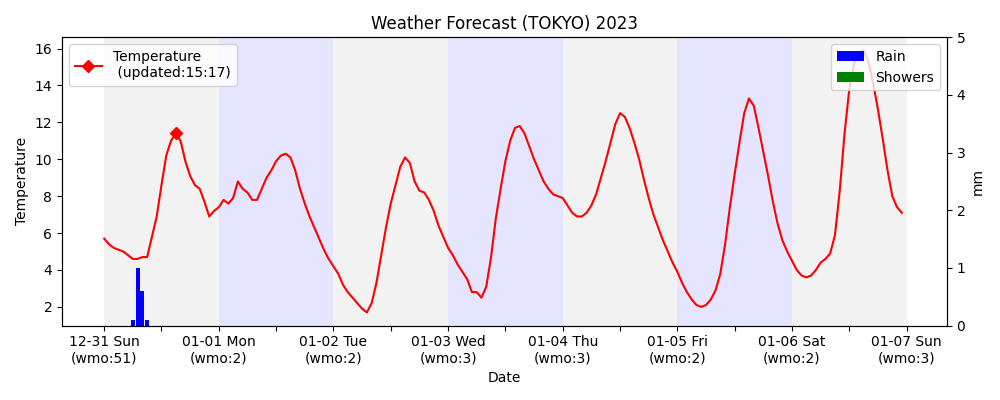 Weather Forecast (TOKYO) 2023
Temperature
(updated:15:17)
Rain
Showers
Temperature
16
14
12
10
8
6
4
2
5
4
3
2
1
0
mm
12-31 Sun
(wmo:51)
01-01 Mon
(wmo:2)
01-02 Tue
(wmo:2)
01-03 Wed
(wmo:3)
01-04 Thu
(wmo:3)
01-05 Fri
(wmo:2)
01-06 Sat
(wmo:2)
01-07 Sun
(wmo:3)
Date